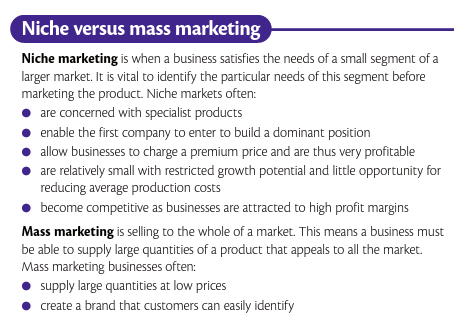 Niche versus mass marketing
Niche marketing is when a business satisfies the needs of a small segment of a
larger market. It is vital to identify the particular needs of this segment before
marketing the product. Niche markets often:
● are concerned with specialist products
● enable the first company to enter to build a dominant position
● allow businesses to charge a premium price and are thus very profitable
● are relatively small with restricted growth potential and little opportunity for
reducing average production costs
● become competitive as businesses are attracted to high profit margins
Mass marketing is selling to the whole of a market. This means a business must
be able to supply large quantities of a product that appeals to all the market.
Mass marketing businesses often:
● supply large quantities at low prices
● create a brand that customers can easily identify